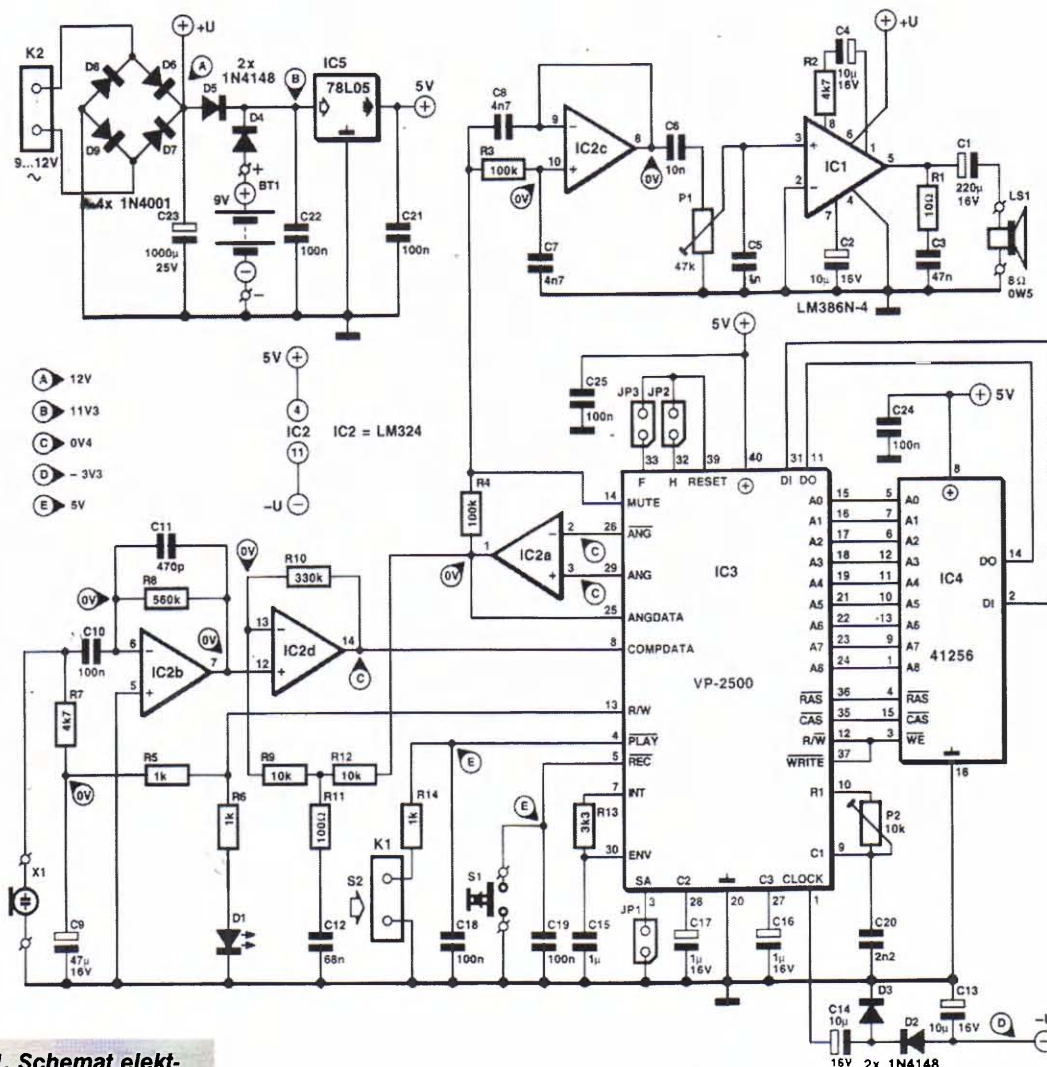 K2
9...12V
~
D8
D6
D9
D7
4x 1N4001
+U
A
2x
1N4148
D5
B
D4
BT1
9V
C23
1000µ
25V
C22
100n
IC5
78L05
5V
C21
100n
A 12V
B 11V3
C 0V4
D - 3V3
E 5V
5V
4
IC2
11
-U
IC2 = LM324
C8
4n7
R3
100k
0V
9
10
IC2c
8
0V
C7
4n7
C6
10n
P1
47k
C5
1n
3
2
IC1
R2
4k7
C4
10µ
16V
+U
8
6
1
5
7
4
C2
10µ
16V
LM386N-4
R1
10Ω
C3
47n
C1
220µ
16V
LS1
8Ω
0W5
5V
C25
100n
JP3
JP2
33
32
39
40
31
11
F
H
RESET
DI
DO
C24
100n
5V
8
R4
100k
14
MUTE
26
ANG
29
ANG
25
ANGDATA
8
COMPDATA
13
R/W
4
PLAY
5
REC
7
INT
30
ENV
IC3
VP-2500
A0 15 5 A0
A1 16 7 A1
A2 17 6 A2
A3 18 12 A3
A4 19 11 A4
A5 21 10 A5
A6 22 13 A6
A7 23 9 A7
A8 24 1 A8
RAS 36 4 RAS
CAS 35 15 CAS
R/W 12 3 WE
WRITE 37
R1 10
C1 9
CLOCK
1
IC4
41256
DO
14
DI
2
16
P2
10k
C20
2n2
C11
470p
R8
560k
0V
C10
100n
6
5
IC2b
7
0V
0V
R10
330k
13
12
IC2d
14
C
0V
1
IC2a
2
3
C
C
R7
4k7
R5
1k
0V
R6
1k
R9
10k
R12
10k
R11
100Ω
C12
68n
D1
X1
C9
47µ
16V
R14
1k
E
K1
S2
C18
100n
S1
E
C19
100n
R13
3k3
C15
1µ
SA
3
JP1
C2
28
C17
1µ
16V
20
C3
27
C16
1µ
16V
C14
10µ
16V
D3
D2
2x 1N4148
C13
10µ
16V
D
-U
1. Schemat elekt-